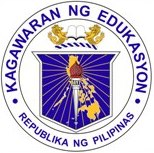 KAGAWARAN NG EDUKASYON
REPUBLIKA NG PILIPINAS